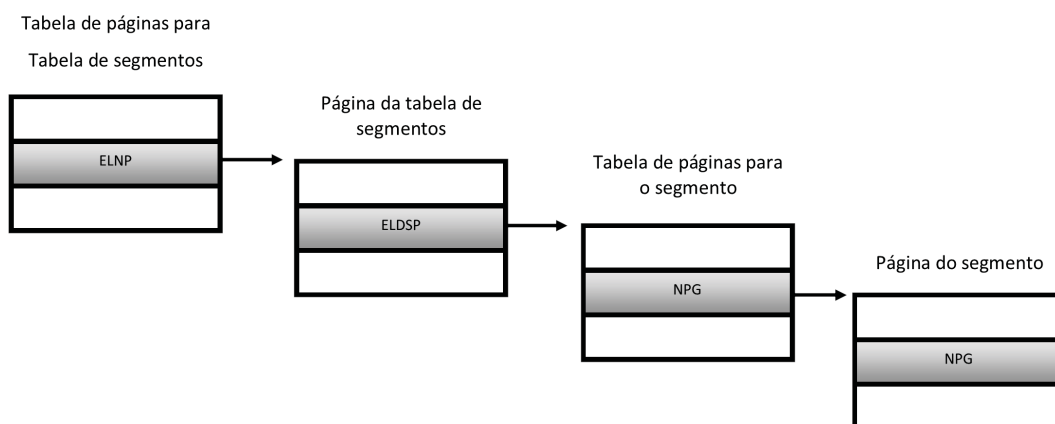 Tabela de páginas para
Tabela de segmentos
ELNP
Página da tabela de
segmentos
ELDSP
Tabela de páginas para
o segmento
NPG
Página do segmento
NPG